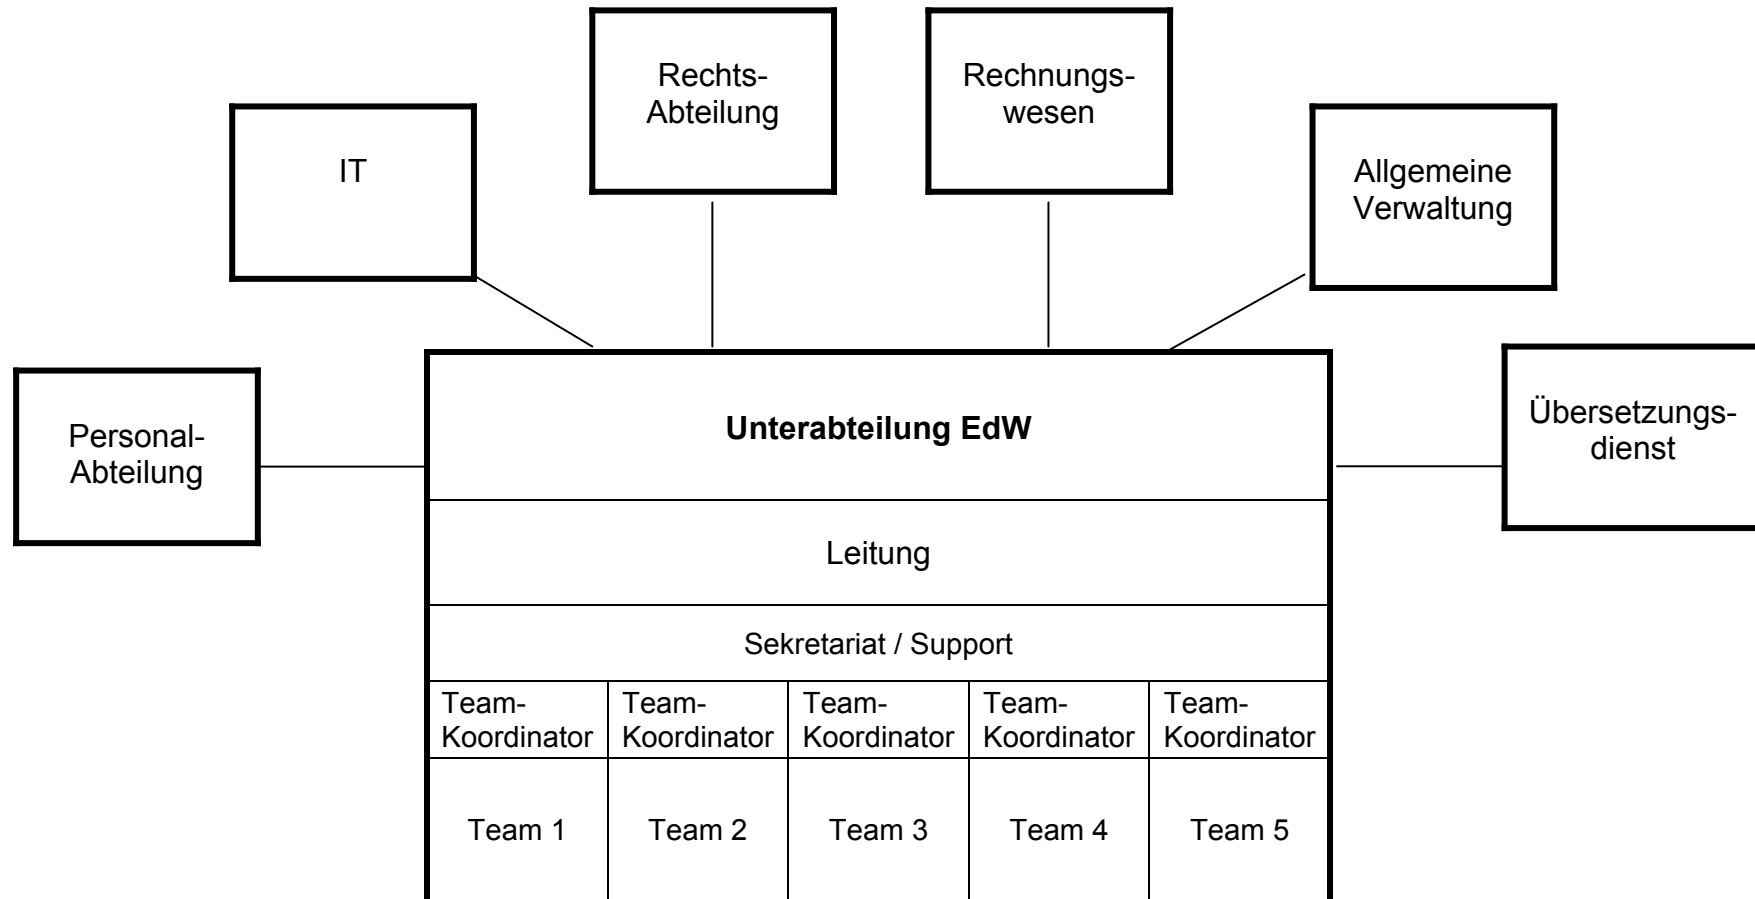 Rechts-
Abteilung
Rechnungs-
wesen
IT
Allgemeine
Verwaltung
Personal-
Abteilung
Unterabteilung EdW
Übersetzungs-
dienst
Leitung
Sekretariat / Support
Team-
Koordinator
Team-
Koordinator
Team-
Koordinator
Team-
Koordinator
Team-
Koordinator
Team 1
Team 2
Team 3
Team 4
Team 5